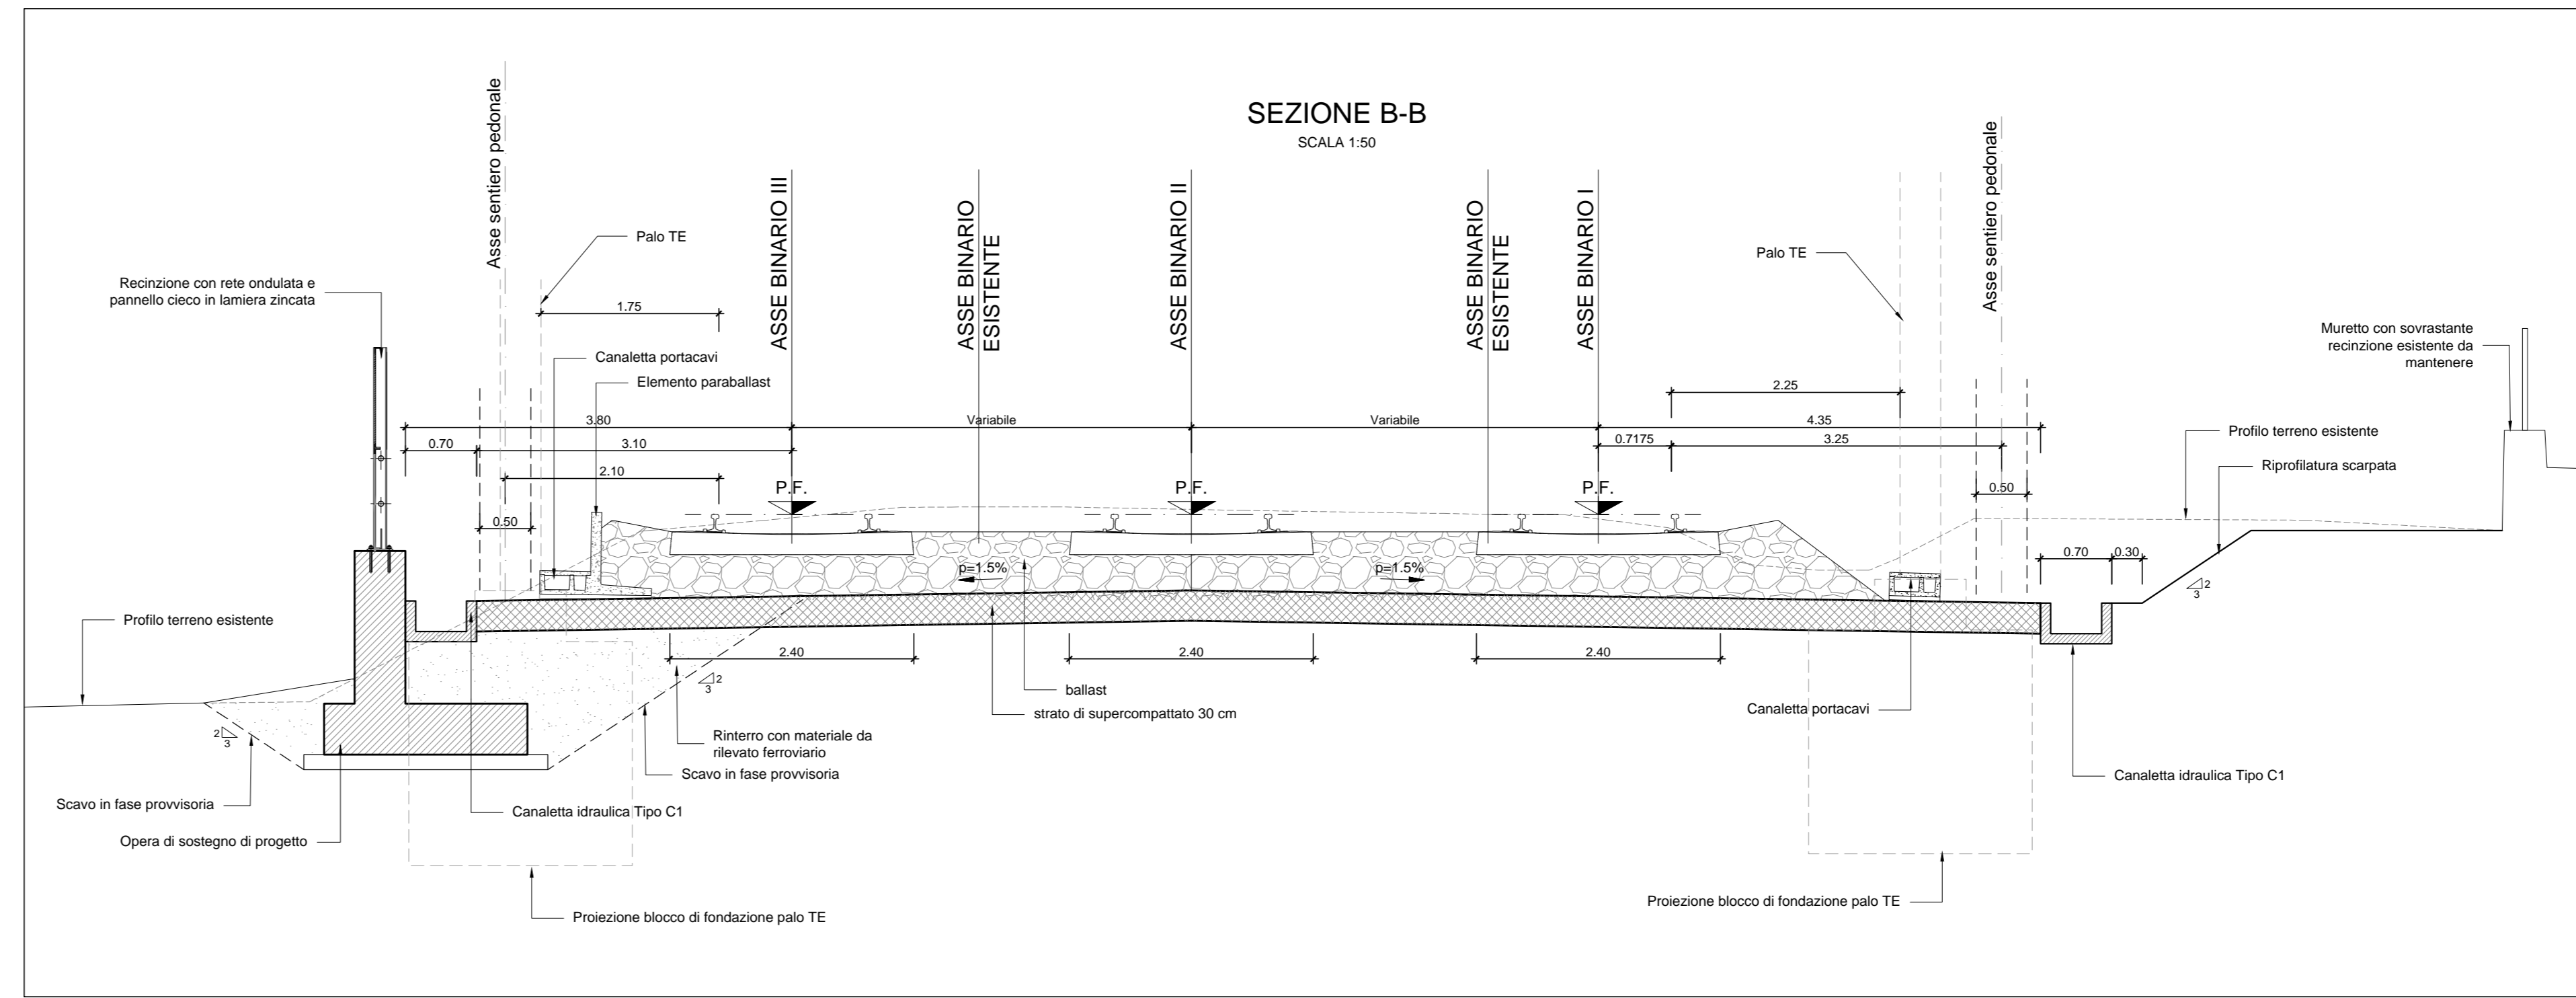 SEZIONE B-B
SCALA 1:50
Asse sentiero pedonale
ASSE BINARIO III
ASSE BINARIO
ESISTENTE
ASSE BINARIO II
ASSE BINARIO
ESISTENTE
ASSE BINARIO I
Asse sentiero pedonale
Palo TE
Palo TE
Recinzione con rete ondulata e
pannello cieco in lamiera zincata
1.75
Muretto con sovrastante
recinzione esistente da
mantenere
Canaletta portacavi
Elemento paraballast
2.25
3.80
Variabile
Variabile
4.35
0.70
3.10
0.7175
3.25
Profilo terreno esistente
Riprofilatura scarpata
2.10
P.F.
P.F.
P.F.
0.50
0.50
0.70
0.30
p=1.5%
p=1.5%
2
3
Profilo terreno esistente
2.40
2.40
2.40
2
3
ballast
strato di supercompattato 30 cm
Canaletta portacavi
2
3
Rinterro con materiale da
rilevato ferroviario
Scavo in fase provvisoria
Canaletta idraulica Tipo C1
Scavo in fase provvisoria
Canaletta idraulica Tipo C1
Opera di sostegno di progetto
Proiezione blocco di fondazione palo TE
Proiezione blocco di fondazione palo TE